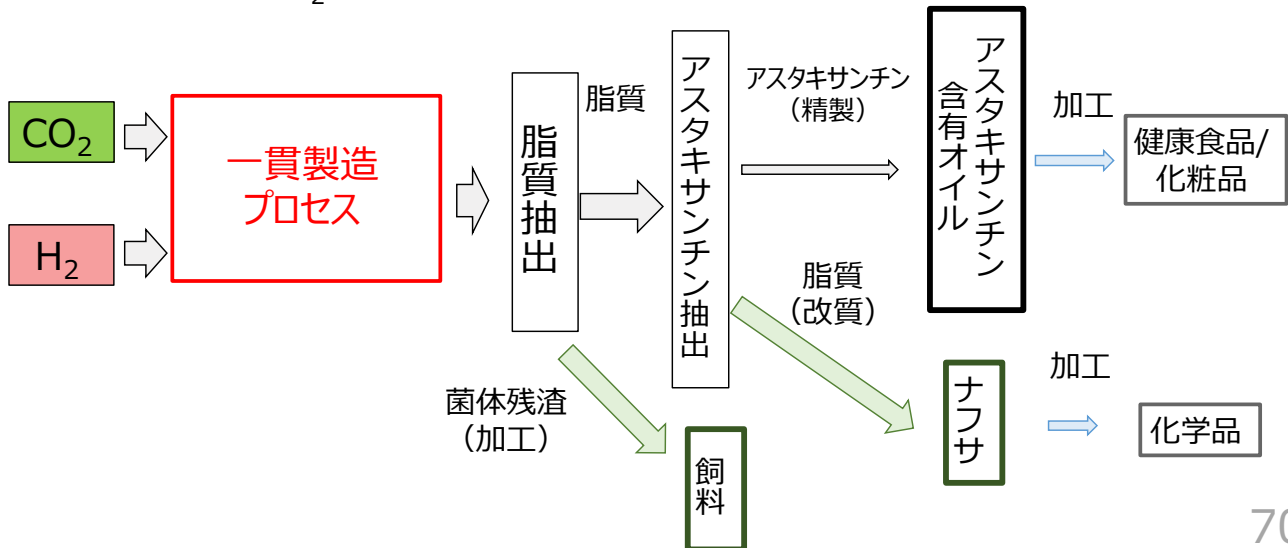 2
CO2
H2
一貫製造
プロセス
脂質抽出
脂質
アスタキサンチン抽出
アスタキサンチン
（精製）
アスタキサンチン
含有オイル
加工
健康食品/
化粧品
脂質
（改質）
菌体残渣
（加工）
飼料
ナフサ
加工
化学品
70